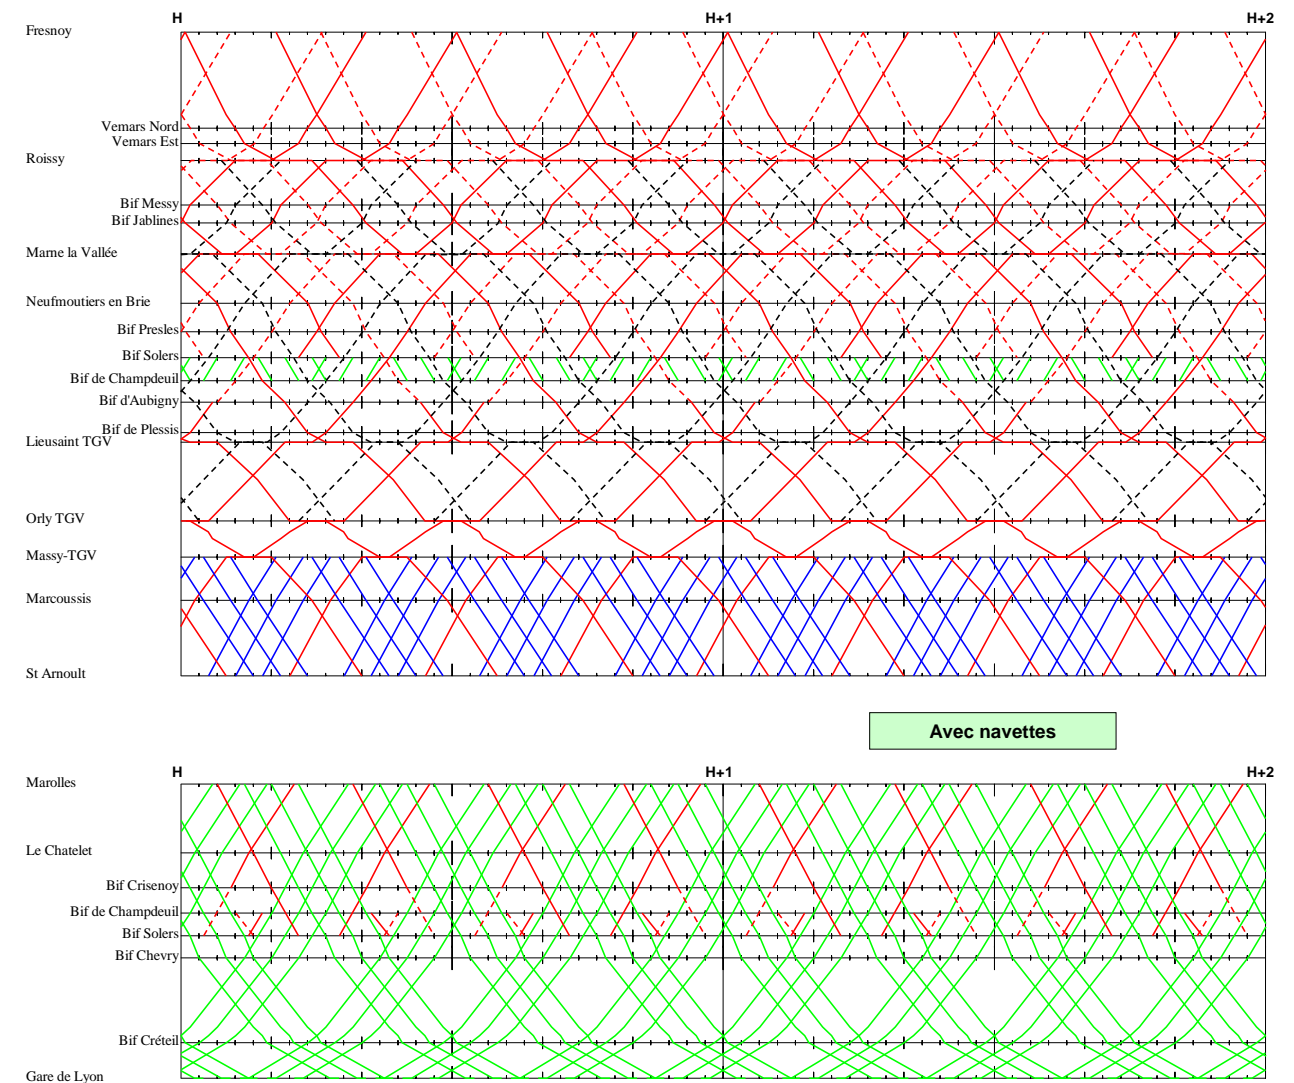 H H+1 H+2
Fresnoy
Vemars Nord
Vemars Est
Roissy
Bif Messy
Bif Jablines
Marne la Vallée
Neufmoutiers en Brie
Bif Presles
Bif Solers
Bif de Champdeuil
Bif d'Aubigny
Bif de Plessis
Lieusaint TGV
Orly TGV
Massy-TGV
Marcoussis
St Arnoult
Avec navettes
H H+1 H+2
Marolles
Le Chatelet
Bif Crisenoy
Bif de Champdeuil
Bif Solers
Bif Chevry
Bif Créteil
Gare de Lyon